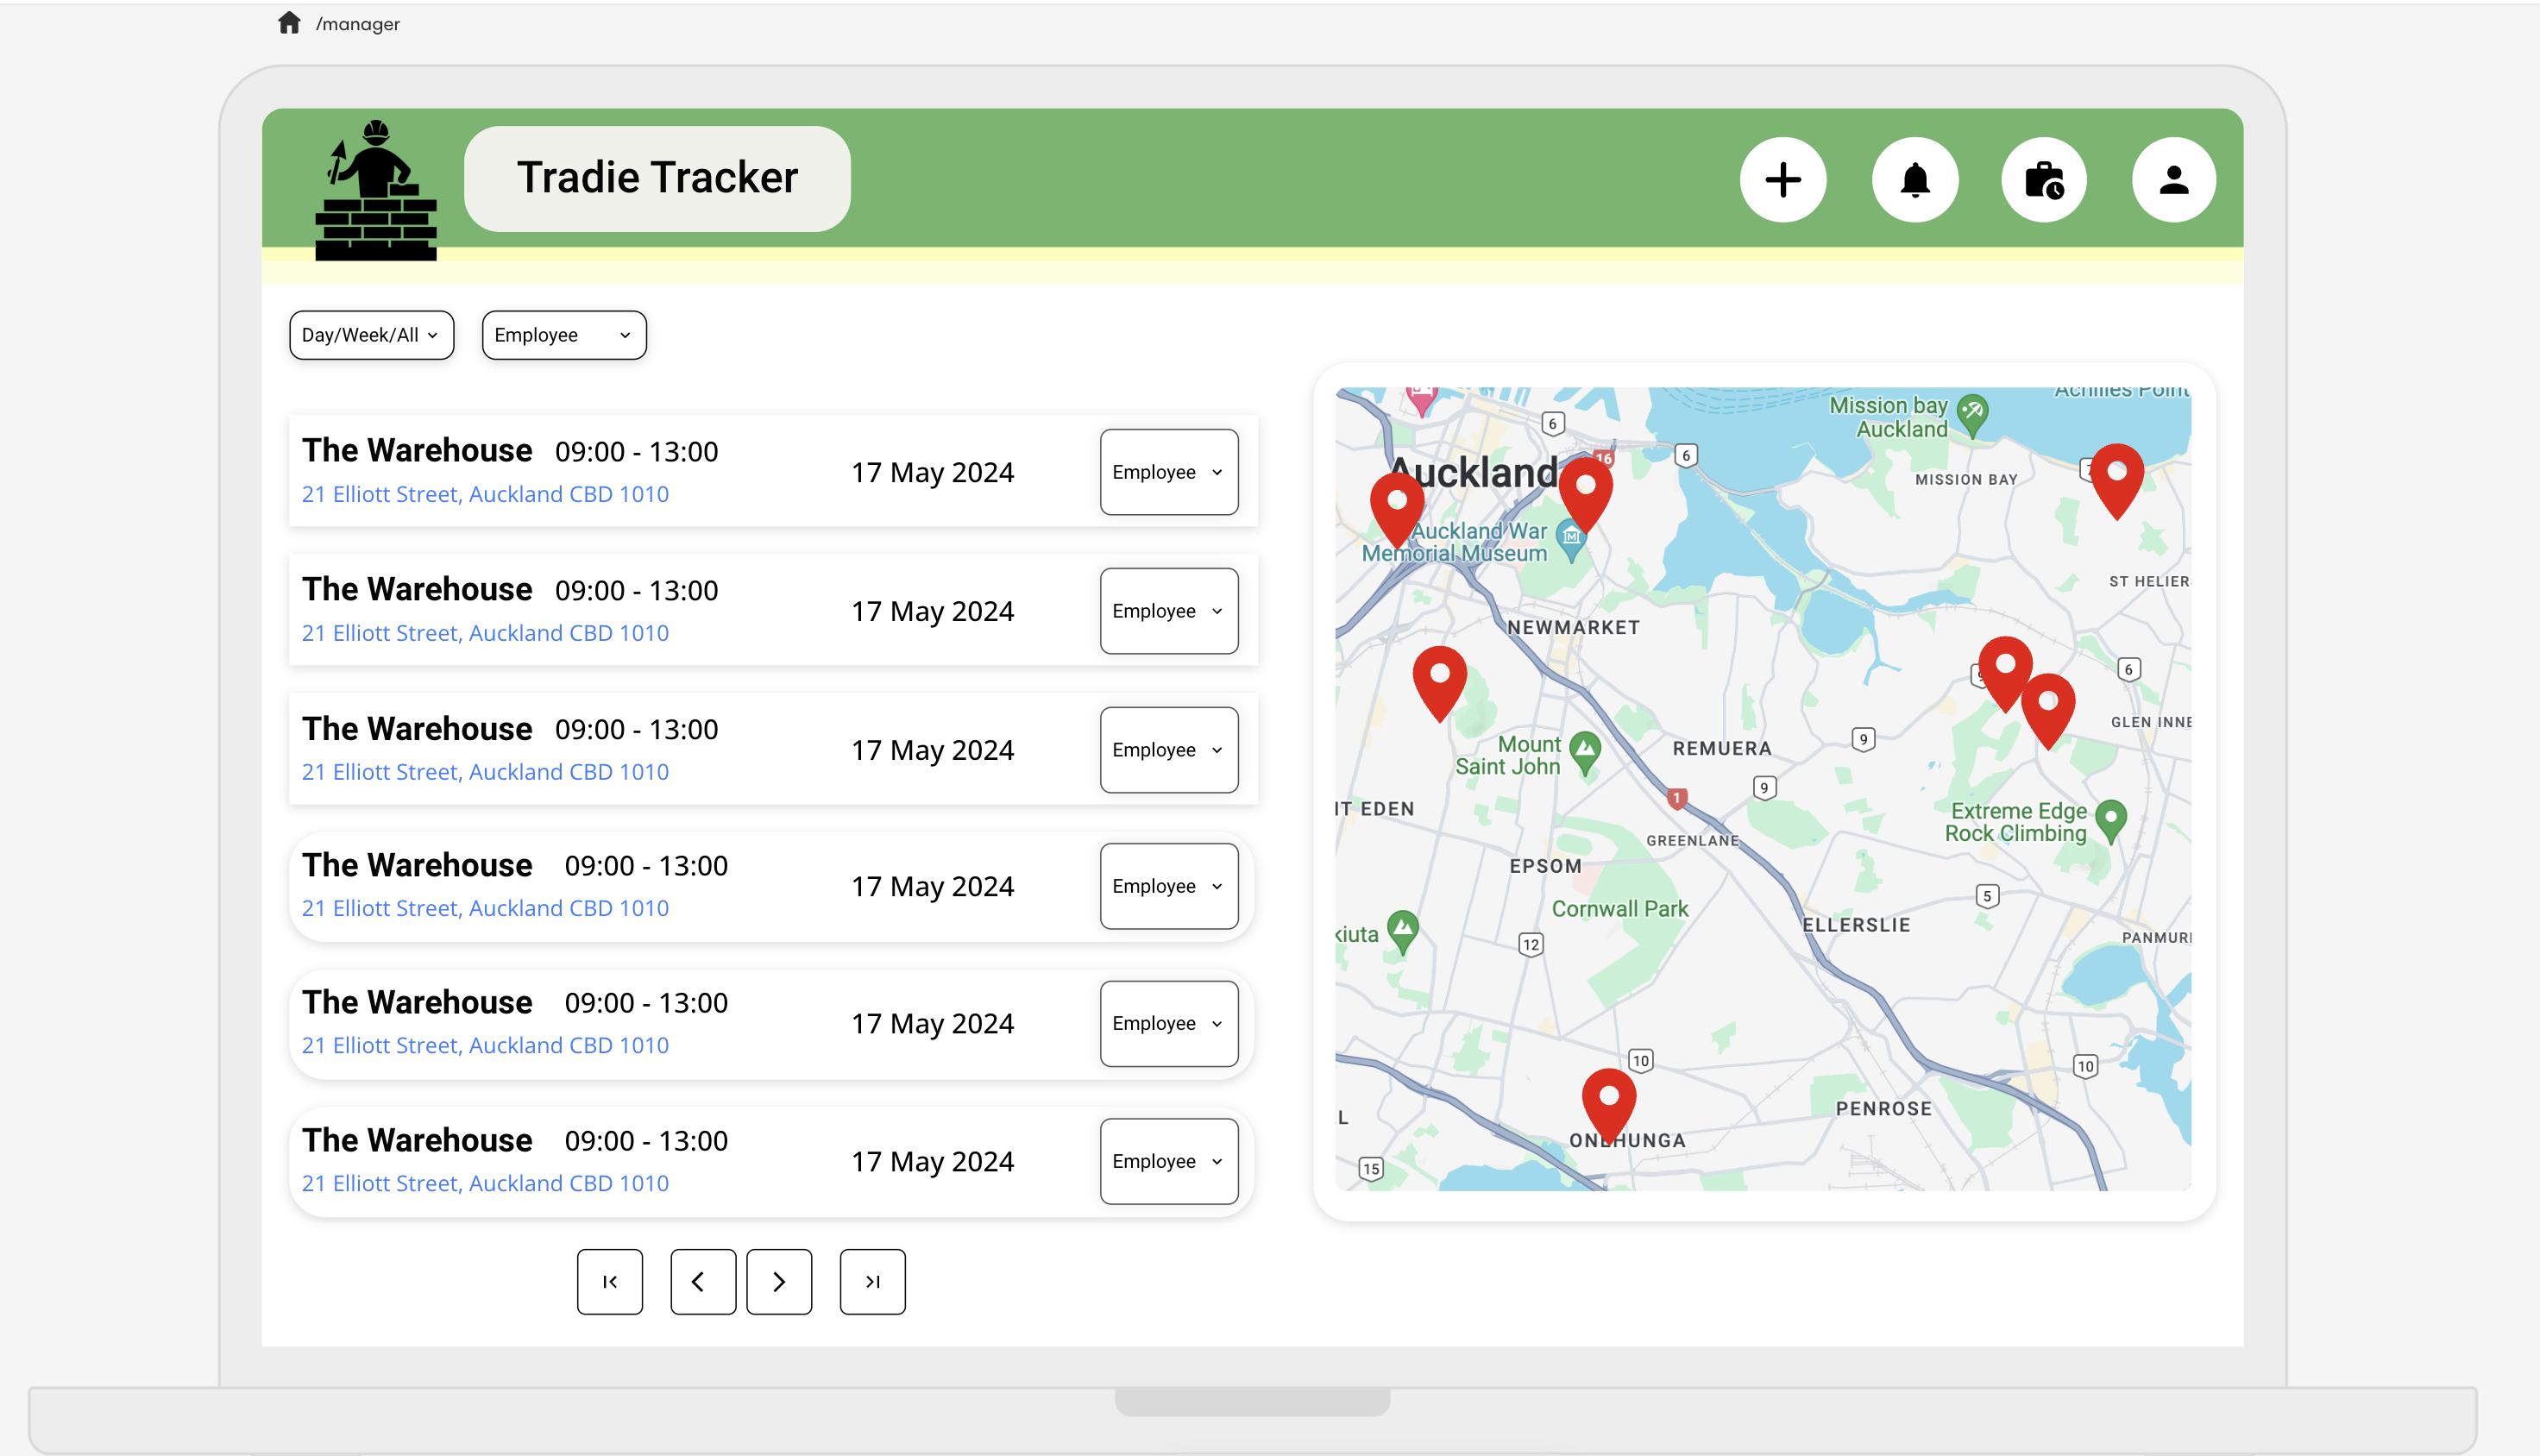 /manager
Tradie Tracker
Day/Week/All
Employee
The Warehouse 09:00 - 13:00
21 Elliott Street, Auckland CBD 1010
17 May 2024
Employee
The Warehouse 09:00 - 13:00
21 Elliott Street, Auckland CBD 1010
17 May 2024
Employee
The Warehouse 09:00 - 13:00
21 Elliott Street, Auckland CBD 1010
17 May 2024
Employee
The Warehouse 09:00 - 13:00
21 Elliott Street, Auckland CBD 1010
17 May 2024
Employee
The Warehouse 09:00 - 13:00
21 Elliott Street, Auckland CBD 1010
17 May 2024
Employee
The Warehouse 09:00 - 13:00
21 Elliott Street, Auckland CBD 1010
17 May 2024
Employee
Achilles Point
Mission bay
Auckland
6
16
6
Auckland
MISSION BAY
7
Auckland War
Memorial Museum
M
ST HELIER
NEWMARKET
9
6
GLEN INNE
Mount
Saint John
REMUERA
9
9
1
IT EDEN
GREENLANE
Extreme Edge
Rock Climbing
EPSOM
5
Cornwall Park
ELLERSLIE
kiuta
12
PANMUR
10
10
L
PENROSE
ONEHUNGA
15